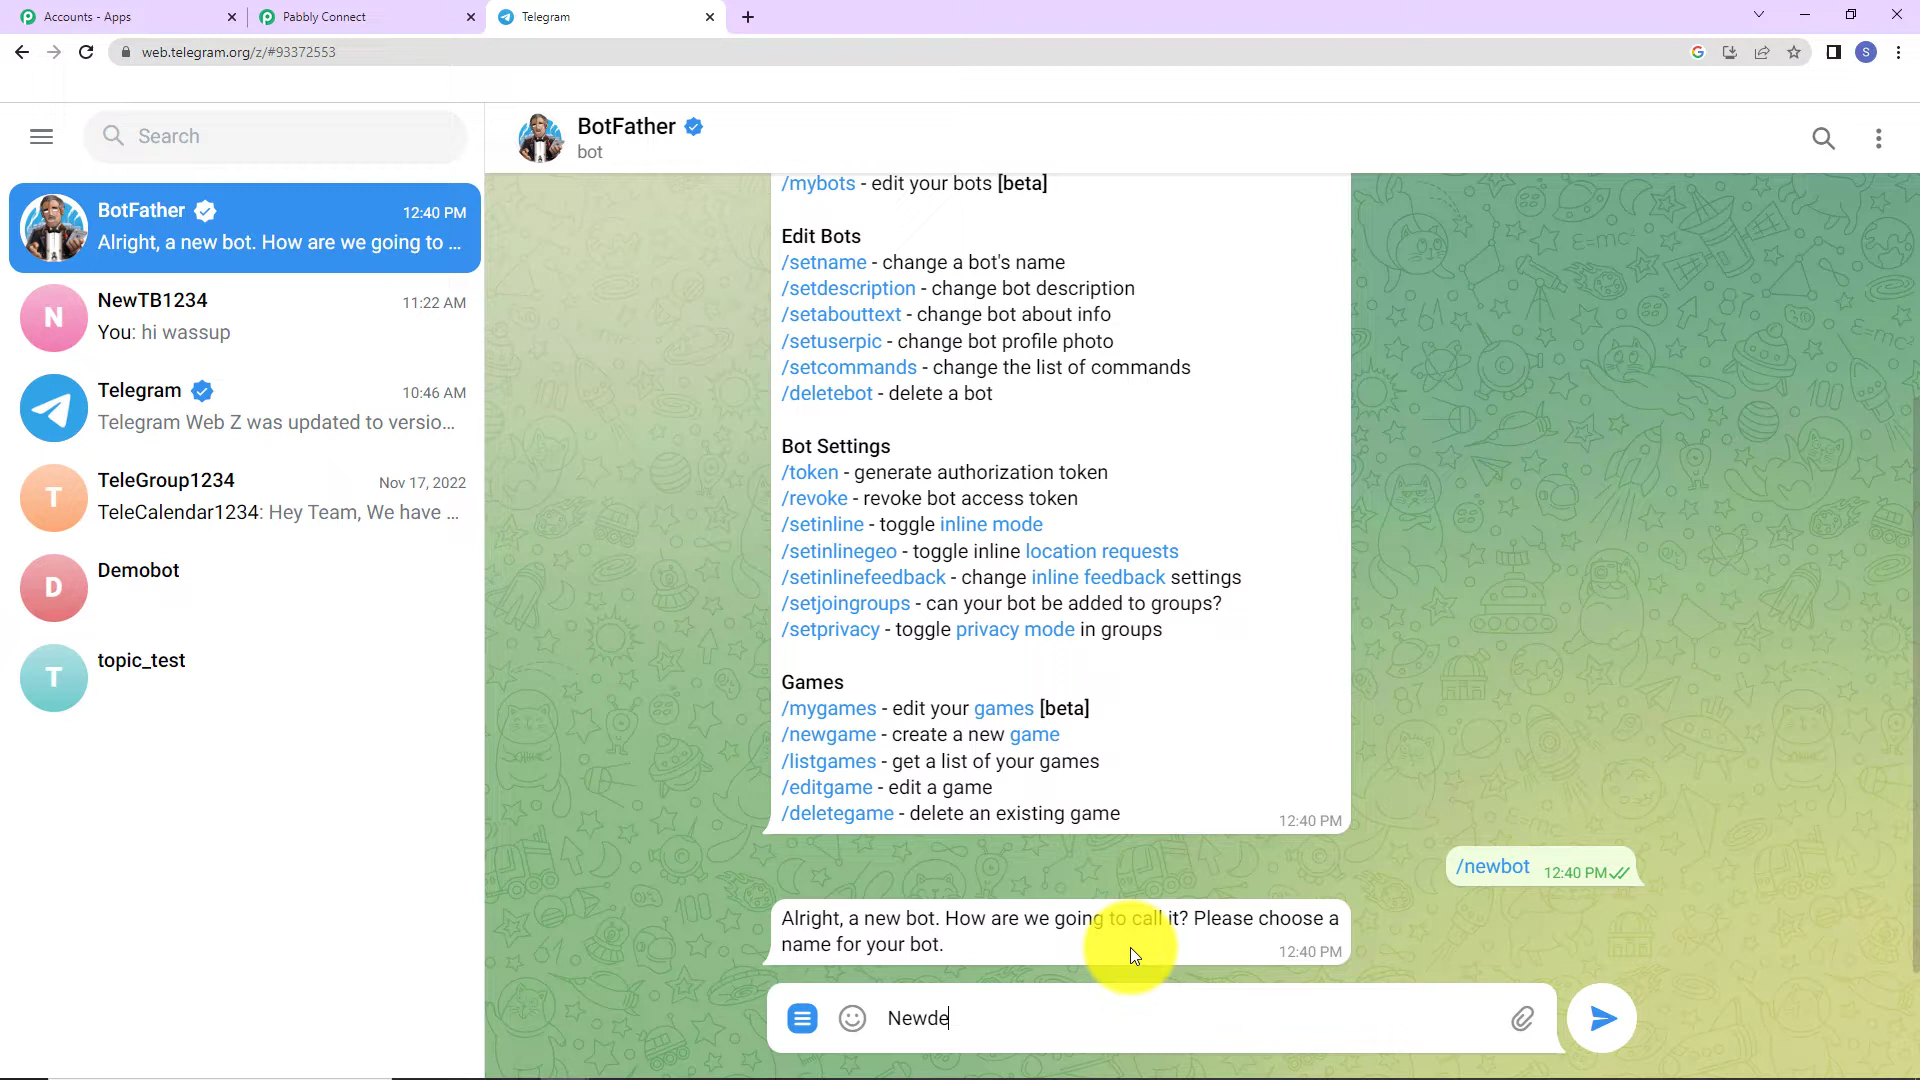 Accounts - Apps
Pabbly Connect
Telegram
web.telegram.org/z/#93372553
S
Search
BotFather
bot
BotFather 12:40 PM
Alright, a new bot. How are we going to ...
N
NewTB1234 11:22 AM
You: hi wassup
Telegram 10:46 AM
Telegram Web Z was updated to versio...
T
TeleGroup1234 Nov 17, 2022
TeleCalendar1234: Hey Team, We have ...
D
Demobot
T
topic_test
/mybots - edit your bots [beta]
Edit Bots
/setname - change a bot's name
/setdescription - change bot description
/setabouttext - change bot about info
/setuserpic - change bot profile photo
/setcommands - change the list of commands
/deletebot - delete a bot
Bot Settings
/token - generate authorization token
/revoke - revoke bot access token
/setinline - toggle inline mode
/setinlinegeo - toggle inline location requests
/setinlinefeedback - change inline feedback settings
/setjoingroups - can your bot be added to groups?
/setprivacy - toggle privacy mode in groups
Games
/mygames - edit your games [beta]
/newgame - create a new game
/listgames - get a list of your games
/editgame - edit a game
/deletegame - delete an existing game
12:40 PM
/newbot 12:40 PM
Alright, a new bot. How are we going to call it? Please choose a
name for your bot.
12:40 PM
Newde